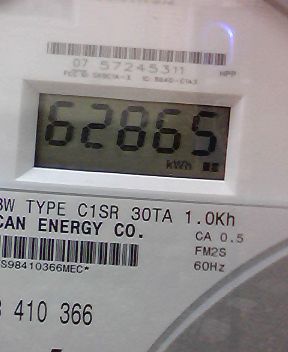 07 57245311
HPP
62865
kWh
3W TYPE C1SR 30TA 1.0Kh
CAN ENERGY CO.
CA 0.5
FM2S
60Hz
S98410366MEC*
410 366